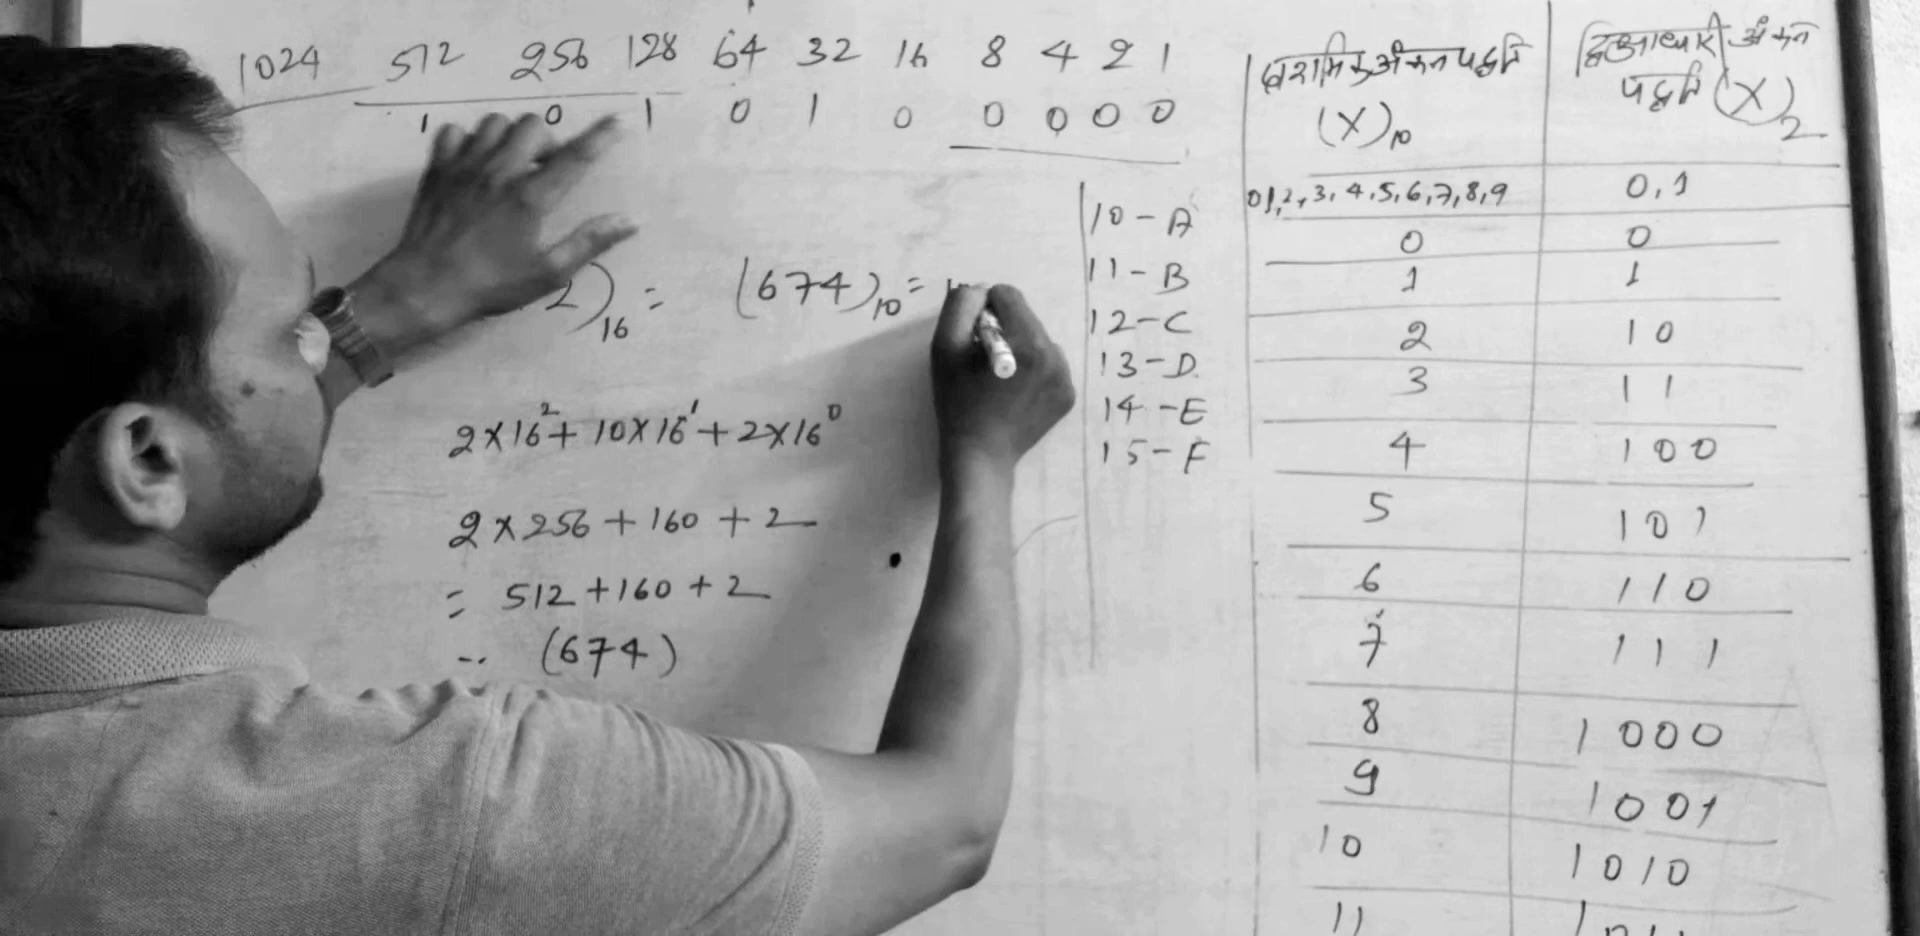 1024 512 256 128 64 32 16 8 4 2 1
1 0 1 0 1 0 0 0 0 0
2)₁₆ = (674)₁₀ =
2×16²+ 10×16¹+2×16⁰
2×256+160+2
= 512+160+2
(674)
10-A
11-B
12-C
13-D
14-E
15-F
दशमिक अंकन पद्धति
(X)₁₀
द्विआधारी अंकन
पद्धति (X)₂
0,1,2,3,4,5,6,7,8,9 0,1
0 0
1 1
2 10
3 11
4 100
5 101
6 110
7 111
8 1000
9 1001
10 1010
11